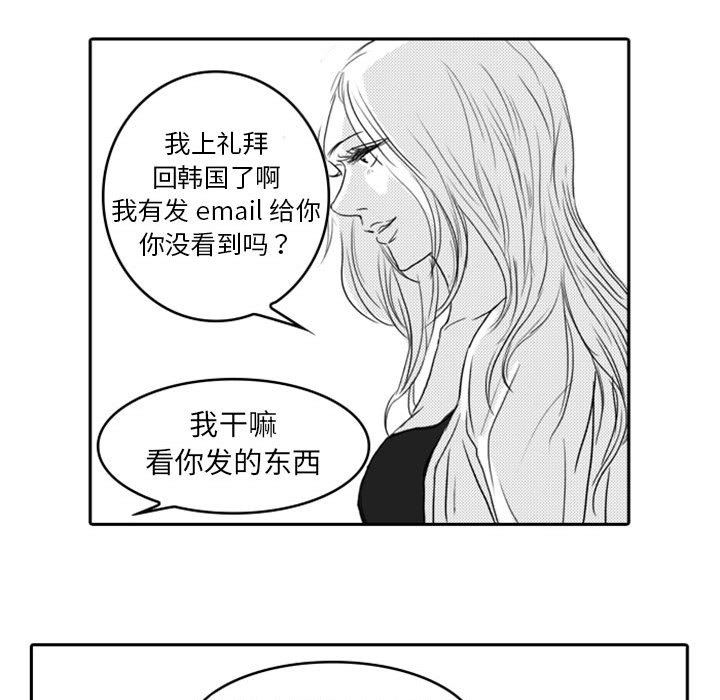 我上礼拜
回韩国了啊
我有发 email 给你
你没看到吗？
我干嘛
看你发的东西